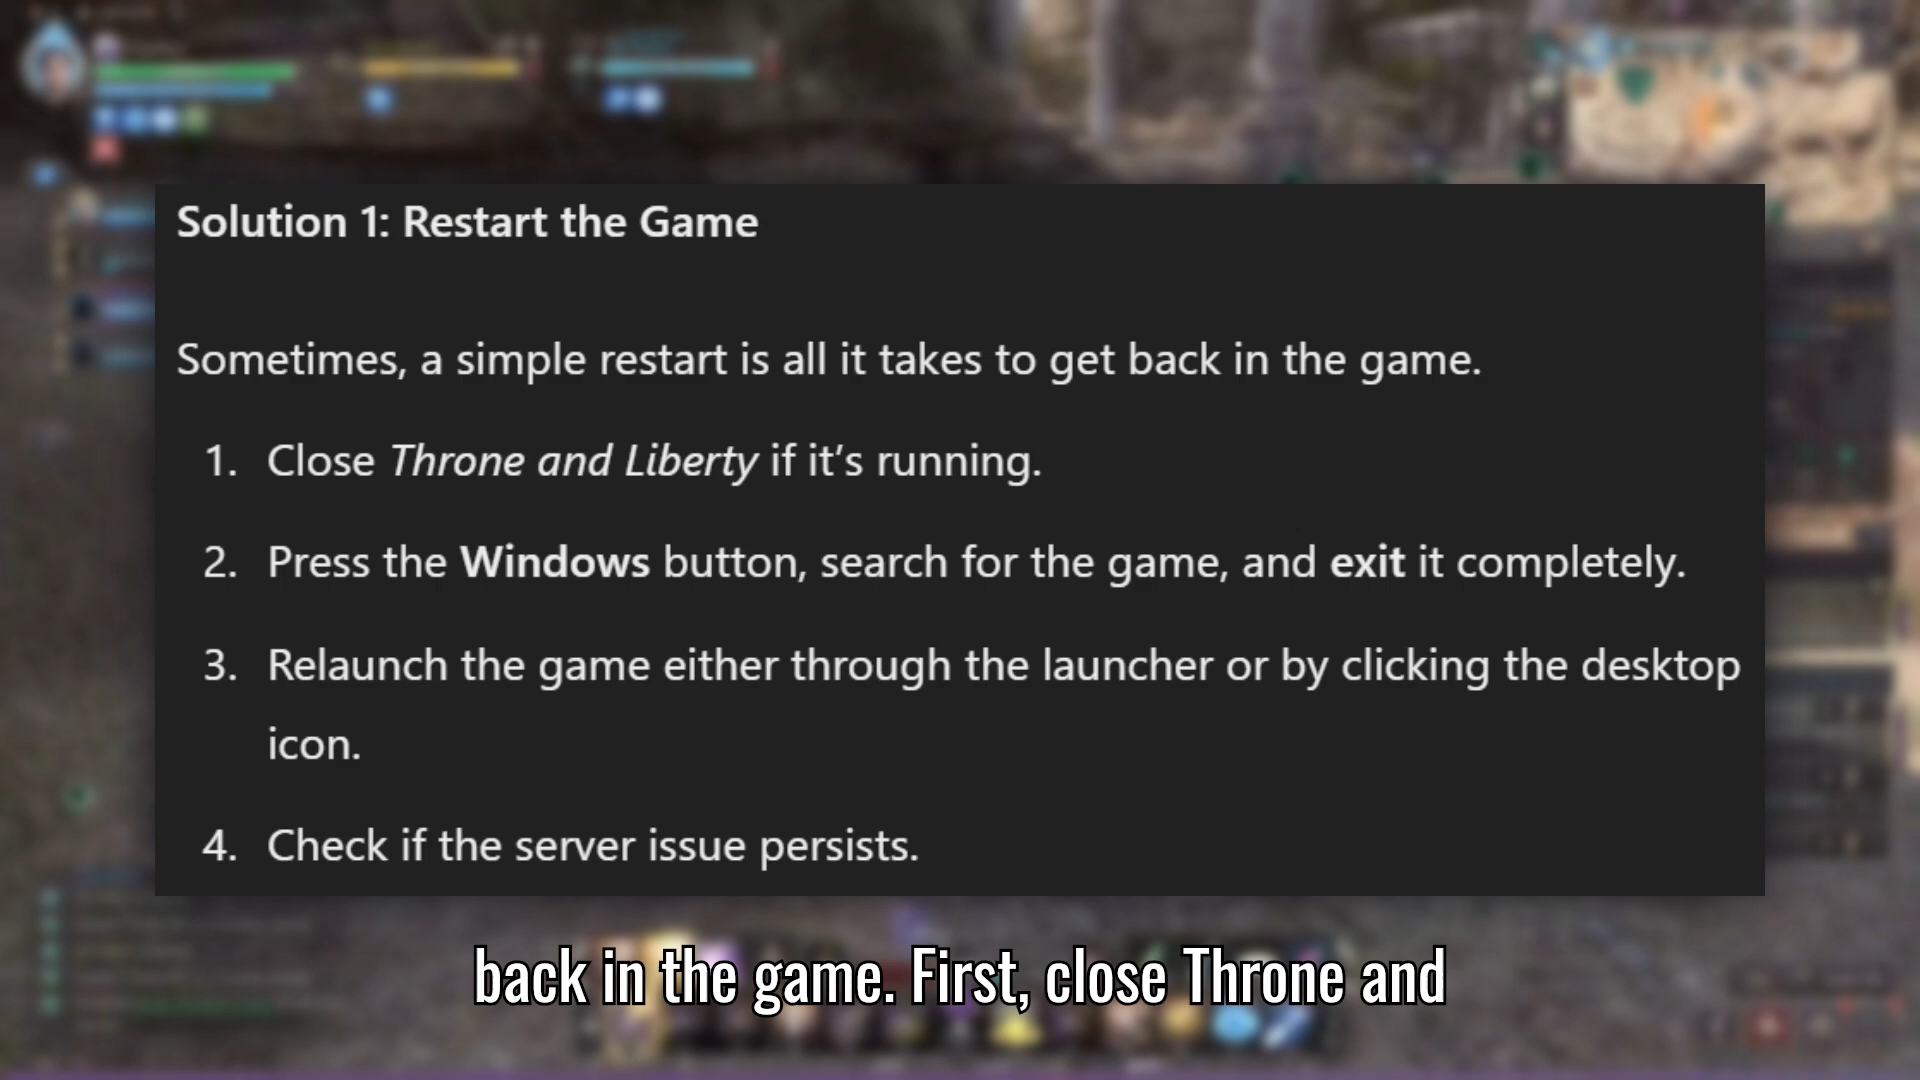 Solution 1: Restart the Game
Sometimes, a simple restart is all it takes to get back in the game.
1. Close Throne and Liberty if it’s running.
2. Press the Windows button, search for the game, and exit it completely.
3. Relaunch the game either through the launcher or by clicking the desktop
icon.
4. Check if the server issue persists.
back in the game. First, close Throne and